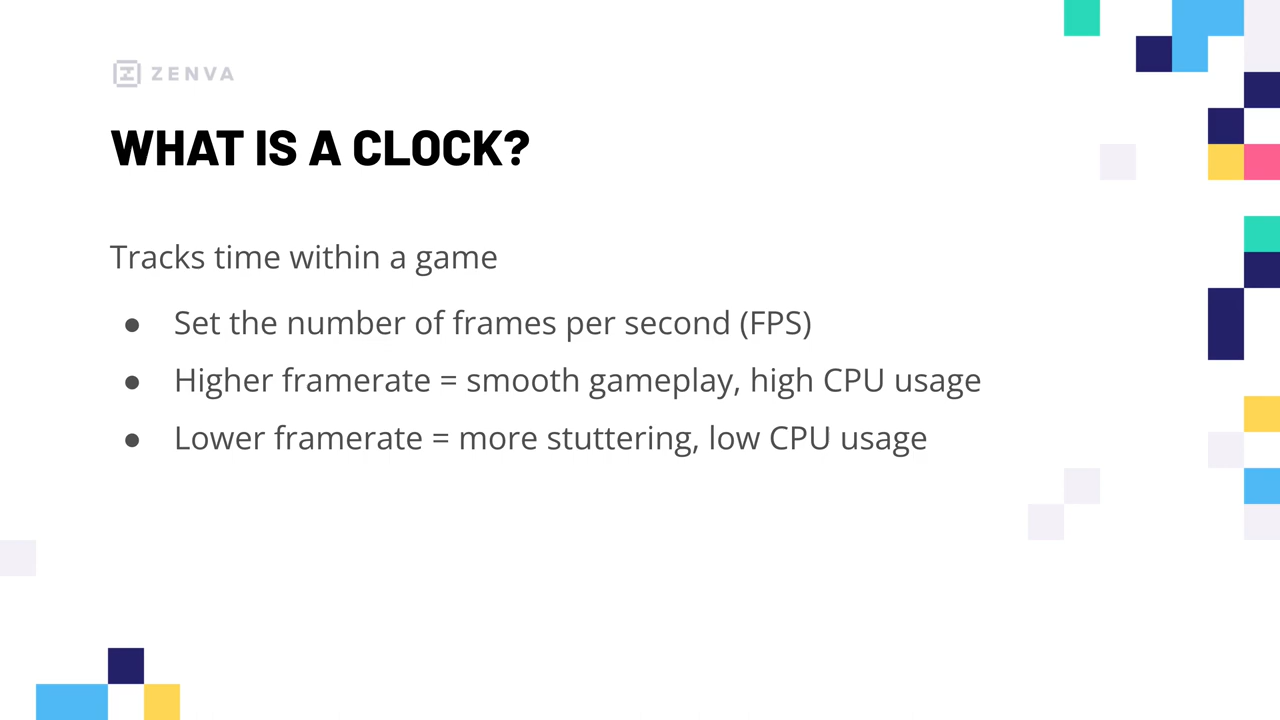 ZENVA
WHAT IS A CLOCK?
Tracks time within a game
● Set the number of frames per second (FPS)
● Higher framerate = smooth gameplay, high CPU usage
● Lower framerate = more stuttering, low CPU usage